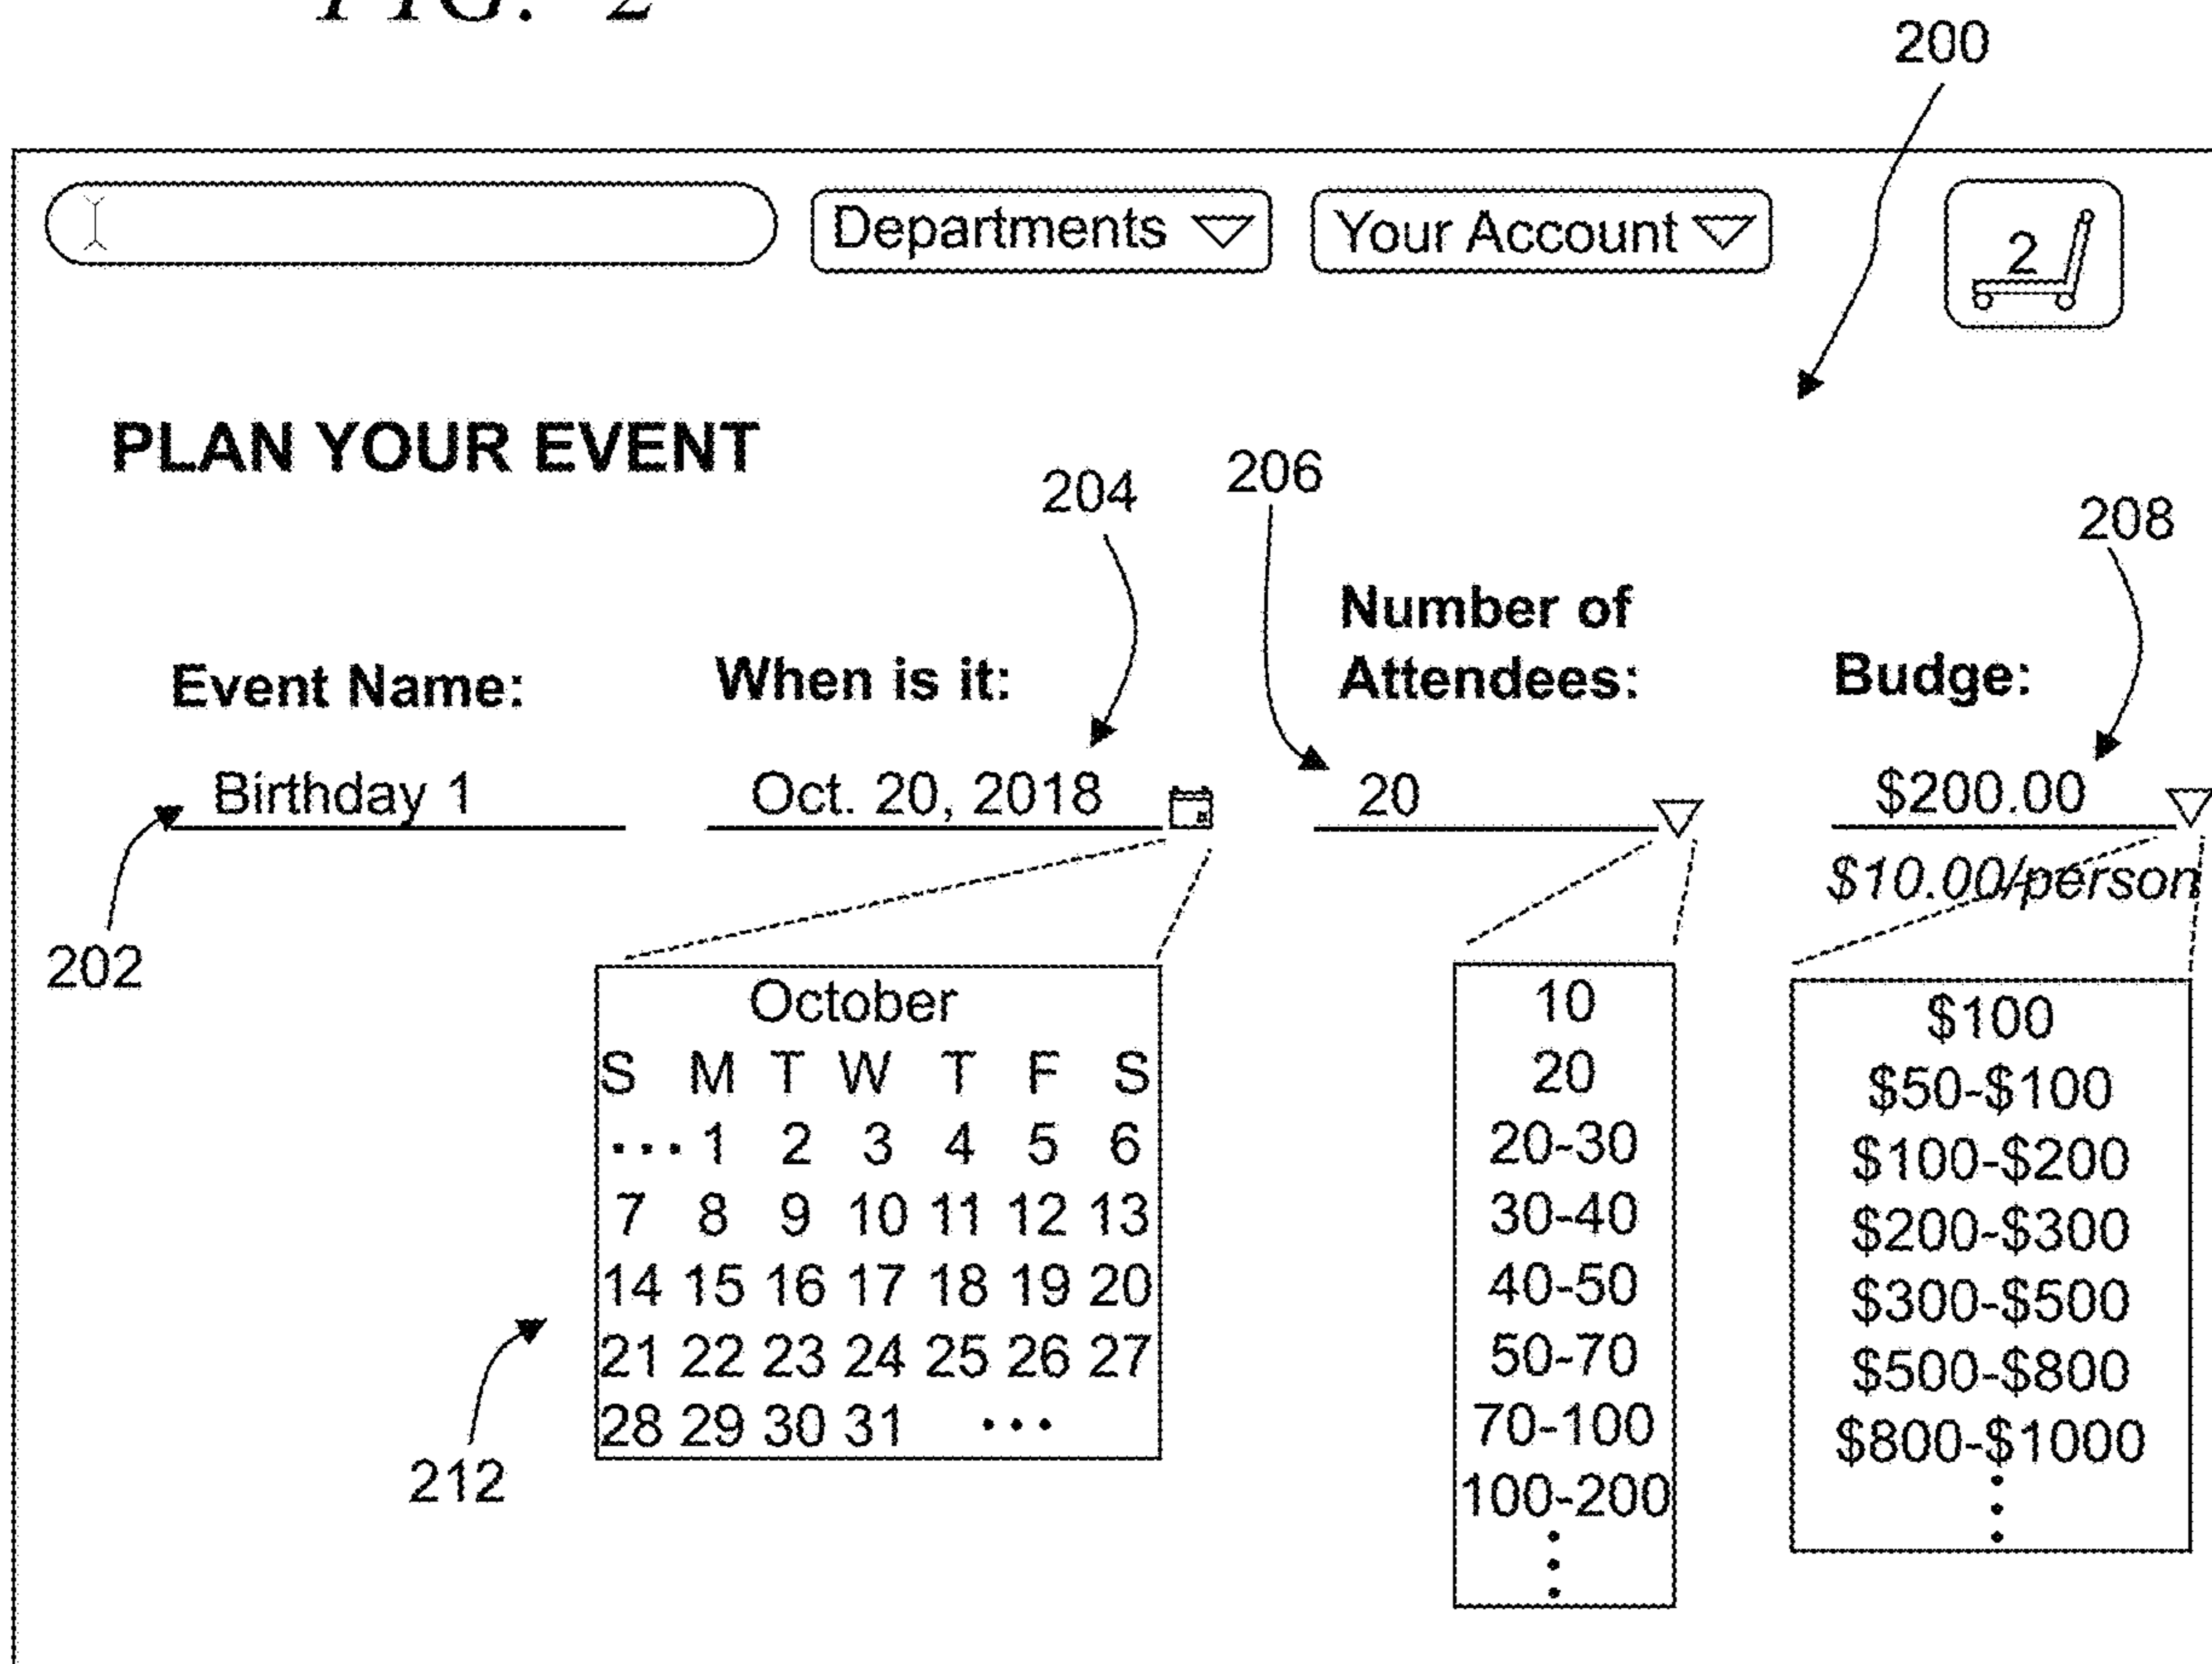 FIG. 2
200
Departments Your Account 2
PLAN YOUR EVENT
204 206 208
Event Name: When is it: Number of Attendees: Budge:
Birthday 1 Oct. 20, 2018 20 $200.00
$10.00/person
202
October
S M T W T F S
... 1 2 3 4 5 6
7 8 9 10 11 12 13
14 15 16 17 18 19 20
21 22 23 24 25 26 27
28 29 30 31 ...
212
10
20
20-30
30-40
40-50
50-70
70-100
100-200
$100
$50-$100
$100-$200
$200-$300
$300-$500
$500-$800
$800-$1000